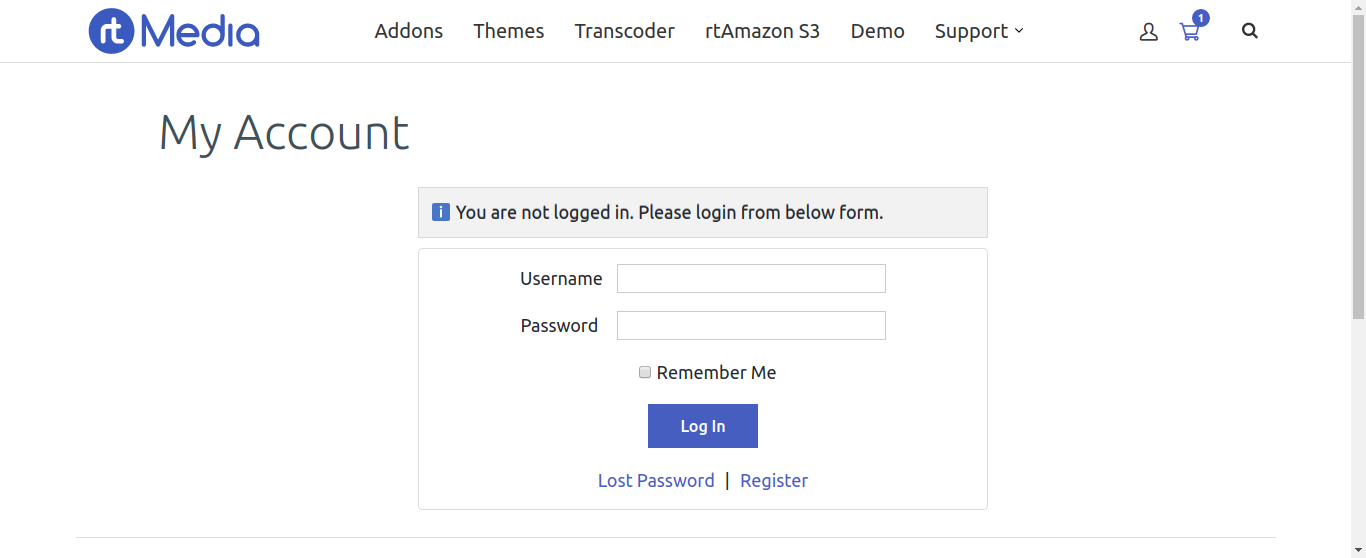 rt Media Addons Themes Transcoder rtAmazon S3 Demo Support 1
My Account
i You are not logged in. Please login from below form.
Username
Password
Remember Me
Log In
Lost Password | Register